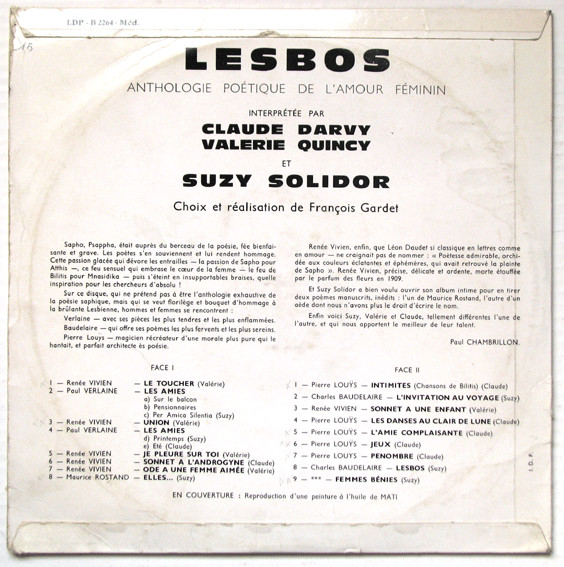 LDP - B 2264 - Méd.
16
LESBOS
ANTHOLOGIE POÉTIQUE DE L'AMOUR FÉMININ
INTERPRÉTÉE PAR
CLAUDE DARVY
VALERIE QUINCY
ET
SUZY SOLIDOR
Choix et réalisation de François Gardet
Sapho, Psappha, était auprès du berceau de la poésie, fée bienfai-
sante et grave. Les poètes s'en souviennent et lui rendent hommage.
Cette passion glacée qui dévore les entrailles — la passion de Sapho pour
Atthis —, ce feu sensuel qui embrase le cœur de la femme — le feu de
Bilitis pour Mnasidika — puis s'éteint en insupportables braises, quelle
inspiration pour les chercheurs d'absolu !
Sur ce disque, qui ne prétend pas à être l'anthologie exhaustive de
la poésie saphique, mais qui se veut florilège et bouquet d'hommage à
la brûlante Lesbienne, hommes et femmes se rencontrent :
Verlaine — avec ses pièces les plus tendres et les plus enflammées.
Baudelaire — qui offre ses poèmes les plus fervents et les plus sereins.
Pierre Louys — magicien récréateur d'une morale plus pure qui le
hantait, et parfait architecte ès poésie.
Renée Vivien, enfin, que Léon Daudet si classique en lettres comme
en amour — ne craignait pas de nommer : « Poétesse admirable, archi-
dée aux couleurs éclatantes et éphémères, qui avait retrouvé la plainte
de Sapho ». Renée Vivien, précise, délicate et ardente, morte étouffée
par le parfum des fleurs en 1909.
Et Suzy Solidor a bien voulu ouvrir son album intime pour en tirer
deux poèmes manuscrits, inédits : l'un de Maurice Rostand, l'autre d'un
aède dont nous n'avons plus le droit d'écrire le nom.
Enfin voici Suzy, Valérie et Claude, tellement différentes l'une de
l'autre, et qui nous apportent le meilleur de leur talent.
Paul CHAMBRILLON.
FACE I
1 — Renée VIVIEN — LE TOUCHER (Valérie)
2 — Paul VERLAINE — LES AMIES
a) Sur le balcon
b) Pensionnaires
c) Per Amica Silentia (Suzy)
3 — Renée VIVIEN — UNION (Valérie)
4 — Paul VERLAINE — LES AMIES
d) Printemps (Suzy)
e) Eté (Claude)
5 — Renée VIVIEN — JE PLEURE SUR TOI (Valérie)
6 — Renée VIVIEN — SONNET A L'ANDROGYNE (Claude)
7 — Renée VIVIEN — ODE A UNE FEMME AIMÉE (Valérie)
8 — Maurice ROSTAND — ELLES... (Suzy)
FACE II
1 — Pierre LOUŸS — INTIMITES (Chansons de Bilitis) (Claude)
2 — Charles BAUDELAIRE — L'INVITATION AU VOYAGE (Suzy)
3 — Renée VIVIEN — SONNET A UNE ENFANT (Valérie)
4 — Pierre LOUŸS — LES DANSES AU CLAIR DE LUNE (Claude)
5 — Pierre LOUŸS — L'AMIE COMPLAISANTE (Claude)
6 — Pierre LOUŸS — JEUX (Claude)
7 — Pierre LOUŸS — PENOMBRE (Claude)
8 — Charles BAUDELAIRE — LESBOS (Suzy)
9 — *** — FEMMES BÉNIES (Suzy)
EN COUVERTURE : Reproduction d'une peinture à l'huile de MATI
I. D. F.